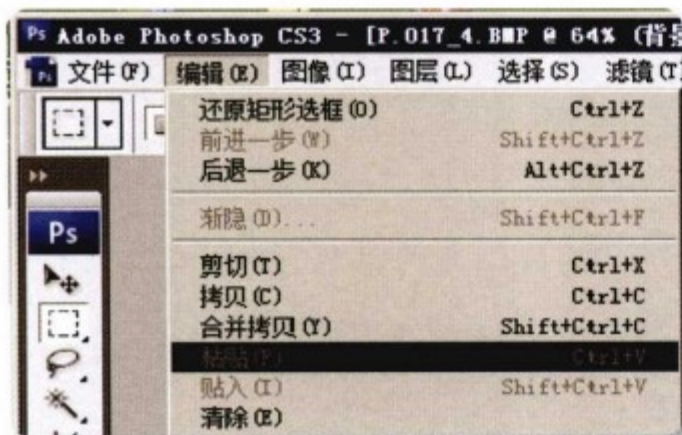 Ps Adobe Photoshop CS3 - [P.017_4.BMP @ 64% (背景
文件(F) 编辑(E) 图像(I) 图层(L) 选择(S) 滤镜(T)
还原矩形选框(O) Ctrl+Z
前进一步(W) Shift+Ctrl+Z
后退一步(K) Alt+Ctrl+Z
渐隐(D)... Shift+Ctrl+F
Ps
剪切(T) Ctrl+X
拷贝(C) Ctrl+C
合并拷贝(Y) Shift+Ctrl+C
粘贴(P) Ctrl+V
贴入(I) Shift+Ctrl+V
清除(E)